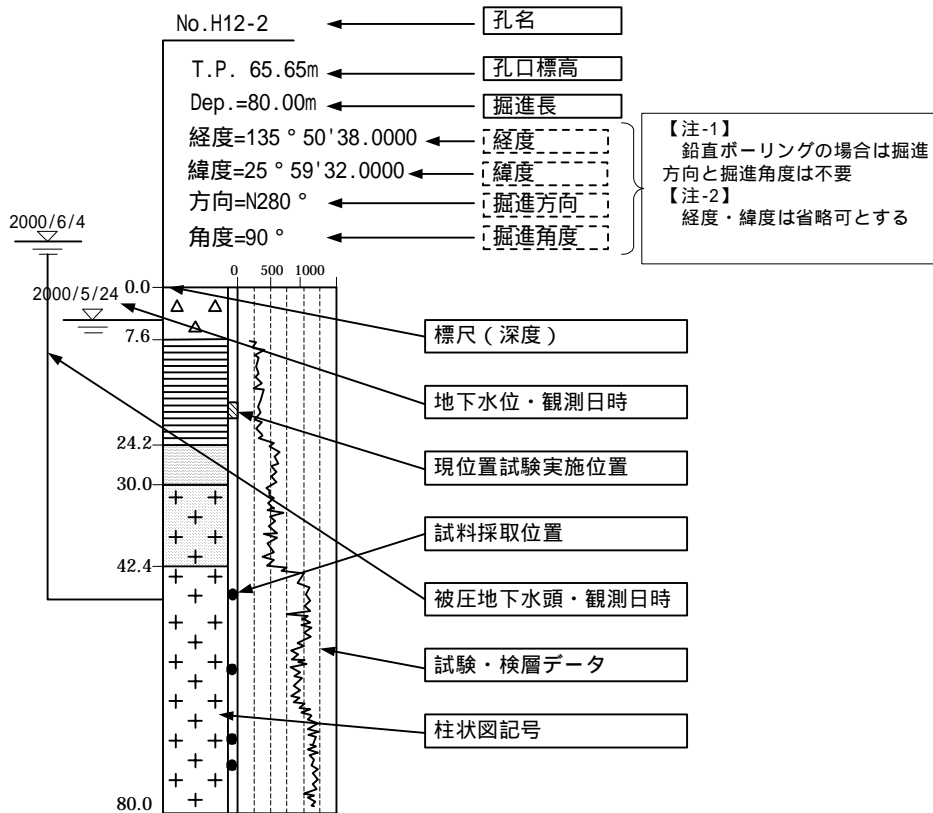 No.H12-2
孔名
T.P. 65.65m
孔口標高
Dep.=80.00m
掘進長
経度=135°50'38.0000
経度
緯度=25°59'32.0000
緯度
方向=N280°
掘進方向
角度=90°
掘進角度
【注-1】
鉛直ボーリングの場合は掘進
方向と掘進角度は不要
【注-2】
経度・緯度は省略可とする
2000/6/4
0 500 1000
2000/5/24
0.0
7.6
24.2
30.0
42.4
80.0
標尺（深度）
地下水位・観測日時
現位置試験実施位置
試料採取位置
被圧地下水頭・観測日時
試験・検層データ
柱状図記号